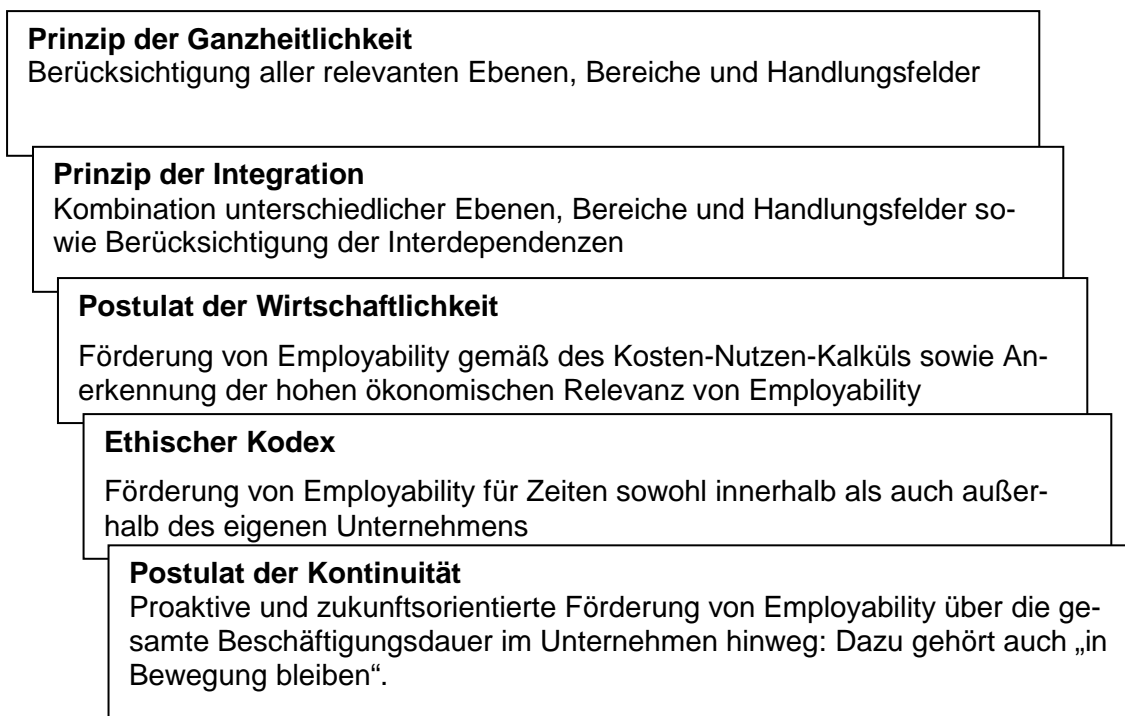 Prinzip der Ganzheitlichkeit
Berücksichtigung aller relevanten Ebenen, Bereiche und Handlungsfelder
Prinzip der Integration
Kombination unterschiedlicher Ebenen, Bereiche und Handlungsfelder so-
wie Berücksichtigung der Interdependenzen
Postulat der Wirtschaftlichkeit
Förderung von Employability gemäß des Kosten-Nutzen-Kalküls sowie An-
erkennung der hohen ökonomischen Relevanz von Employability
Ethischer Kodex
Förderung von Employability für Zeiten sowohl innerhalb als auch außer-
halb des eigenen Unternehmens
Postulat der Kontinuität
Proaktive und zukunftsorientierte Förderung von Employability über die ge-
samte Beschäftigungsdauer im Unternehmen hinweg: Dazu gehört auch „in
Bewegung bleiben“.